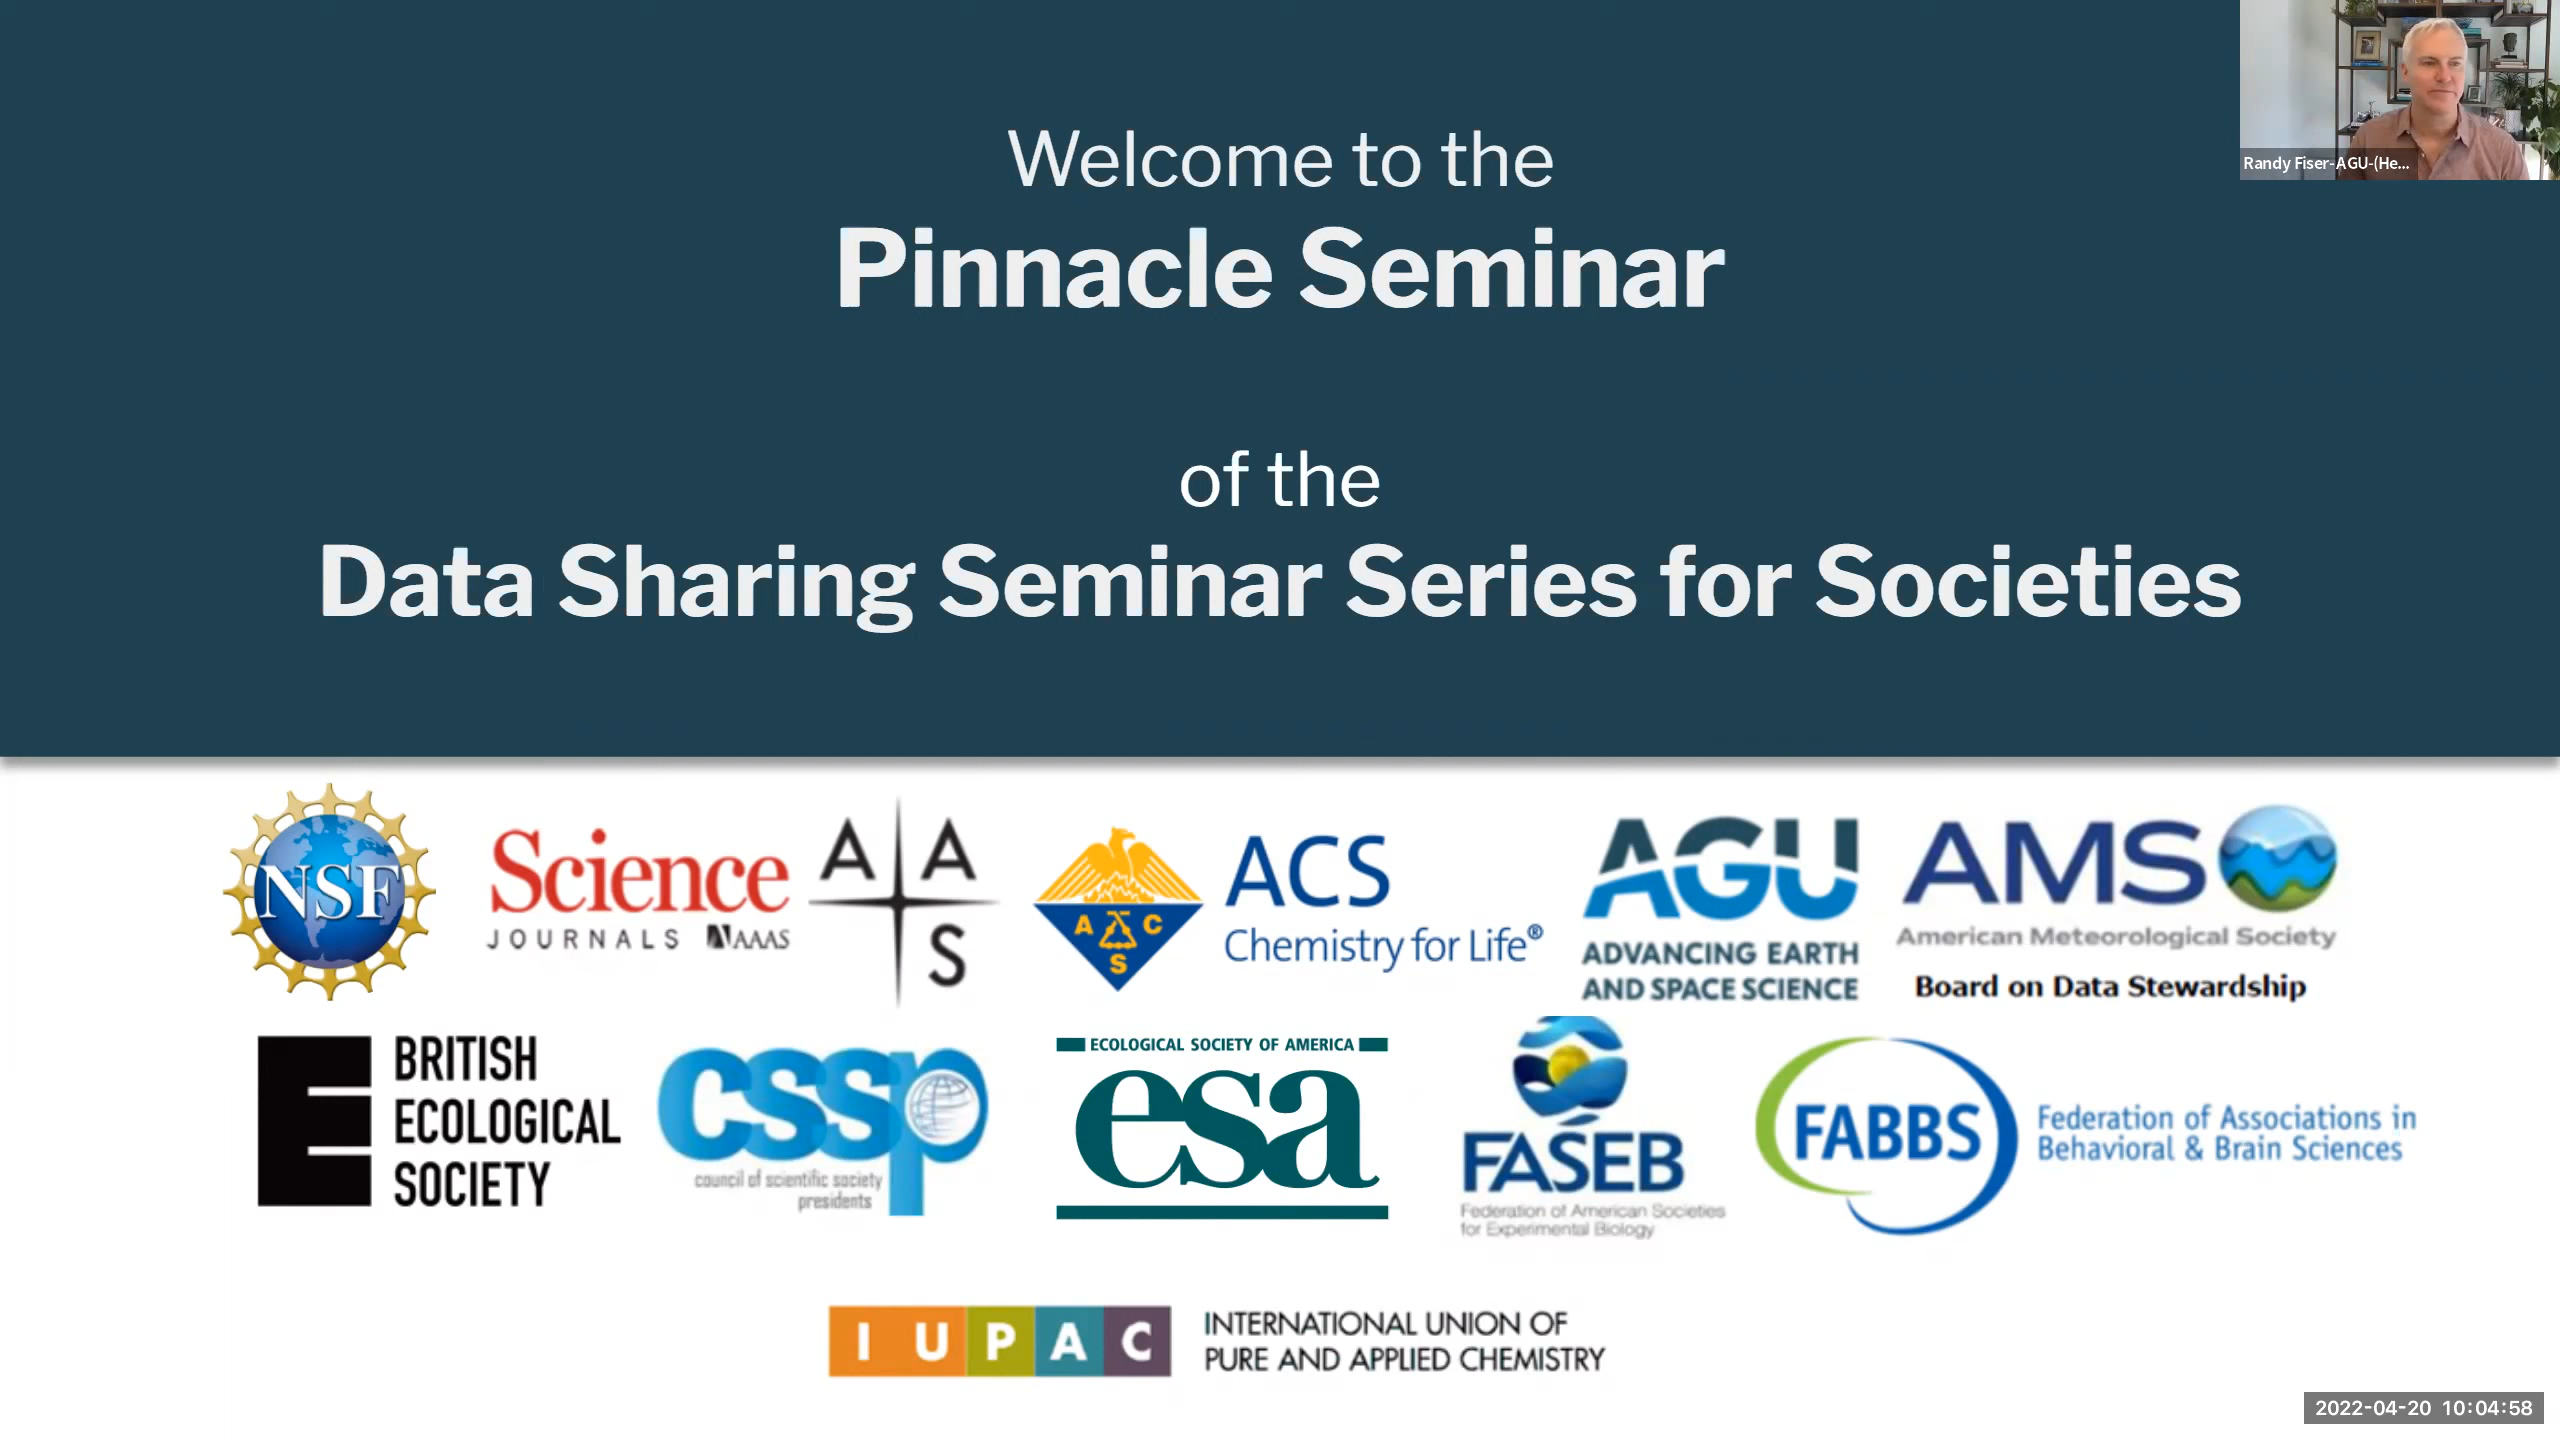 Welcome to the
Pinnacle Seminar
of the
Data Sharing Seminar Series for Societies
Randy Fiser-AGU-(He...
NSF
Science
JOURNALS AAAS
A A
S
A C
S
ACS
Chemistry for Life®
AGU
ADVANCING EARTH
AND SPACE SCIENCE
AMS
American Meteorological Society
Board on Data Stewardship
BRITISH
ECOLOGICAL
SOCIETY
cssp
council of scientific society
presidents
ECOLOGICAL SOCIETY OF AMERICA
esa
FASEB
Federation of American Societies
for Experimental Biology
FABBS
Federation of Associations in
Behavioral & Brain Sciences
IUPAC
INTERNATIONAL UNION OF
PURE AND APPLIED CHEMISTRY
2022-04-20 10:04:58